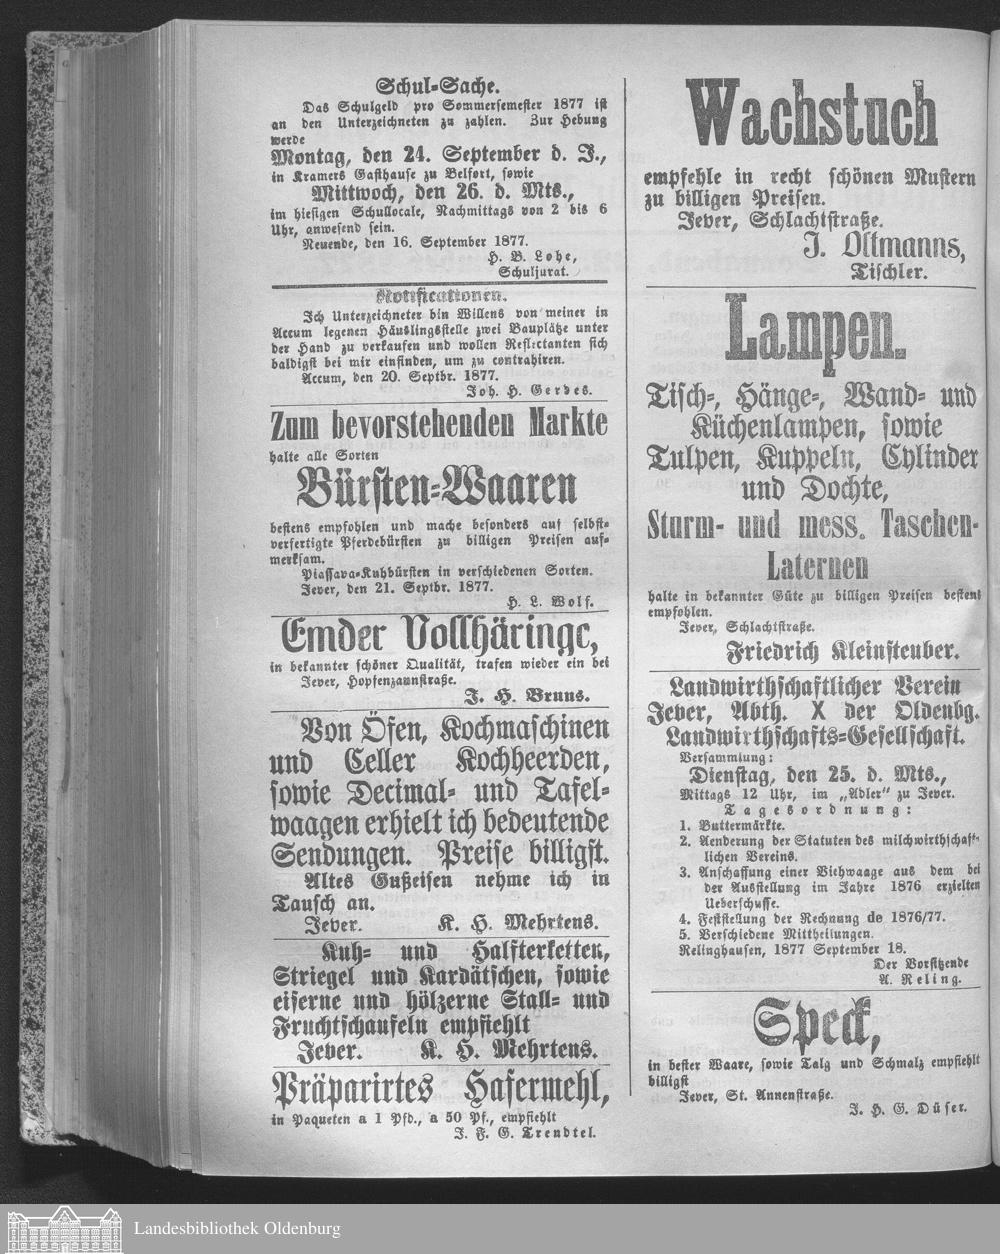 Schul-Sache.
Das Schulgeld pro Sommersemester 1877 ist
an den Unterzeichneten zu zahlen. Zur Hebung
werde
Montag, den 24. September d. J.,
in Kramers Gasthause zu Belfort, sowie
Mittwoch, den 26. d. Mts.,
im hiesigen Schullocale, Nachmittags von 2 bis 6
Uhr, anwesend sein.
Neuende, den 16. September 1877.
H. B. Lohe,
Schuljurat.
Notificationen.
Ich Unterzeichneter bin Willens von meiner in
Accum legenen Häuslingsstelle zwei Bauplätze unter
der Hand zu verkaufen und wollen Reflectanten sich
baldigst bei mir einfinden, um zu contrahiren.
Accum, den 20. Septbr. 1877.
Joh. H. Gerdes.
Zum bevorstehenden Markte
halte alle Sorten
Bürsten-Waaren
bestens empfohlen und mache besonders auf selbst-
verfertigte Pferdebürsten zu billigen Preisen auf-
merksam.
Piassava-Kuhbürsten in verschiedenen Sorten.
Jever, den 21. Septbr. 1877.
H. L. Wolf.
Emder Vollhäringe,
in bekannter schöner Qualität, trafen wieder ein bei
Jever, Hopfenzaunstraße.
J. H. Bruns.
Von Öfen, Kochmaschinen
und Celler Kochheerden,
sowie Decimal- und Tafel-
waagen erhielt ich bedeutende
Sendungen. Preise billigst.
Altes Gußeisen nehme ich in
Tausch an.
Jever. K. H. Mehrtens.
Kuh- und Halfterketten,
Striegel und Kardätschen, sowie
eiserne und hölzerne Stall- und
Fruchtschaufeln empfiehlt
Jever. K. H. Mehrtens.
Präparirtes Hafermehl,
in Paqueten a 1 Pfd., a 50 Pf., empfiehlt
J. F. G. Trendtel.
Wachstuch
empfehle in recht schönen Mustern
zu billigen Preisen.
Jever, Schlachtstraße.
J. Oltmanns,
Tischler.
Lampen.
Tisch-, Hänge-, Wand- und
Küchenlampen, sowie
Tulpen, Kuppeln, Cylinder
und Dochte,
Sturm- und mess. Taschen-
Laternen
halte in bekannter Güte zu billigen Preisen bestens
empfohlen.
Jever, Schlachtstraße.
Friedrich Kleinsteuber.
Landwirthschaftlicher Verein
Jever, Abth. X der Oldenbg.
Landwirthschafts-Gesellschaft.
Versammlung:
Dienstag, den 25. d. Mts.,
Mittags 12 Uhr, im „Adler" zu Jever.
Tagesordnung:
1. Buttermärkte.
2. Aenderung der Statuten des milchwirthschaft-
lichen Vereins.
3. Anschaffung einer Viehwaage aus dem bei
der Ausstellung im Jahre 1876 erzielten
Ueberschusse.
4. Feststellung der Rechnung de 1876/77.
5. Verschiedene Mittheilungen.
Relinghausen, 1877 September 18.
Der Vorsitzende
A. Reling.
Speck,
in bester Waare, sowie Talg und Schmalz empfiehlt
billigst
Jever, St. Annenstraße.
J. H. G. Düser.
Landesbibliothek Oldenburg